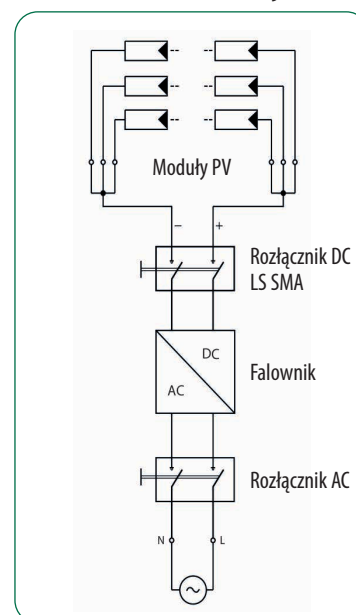 Moduły PV
– +
Rozłącznik DC
LS SMA
DC
AC
Falownik
Rozłącznik AC
N L